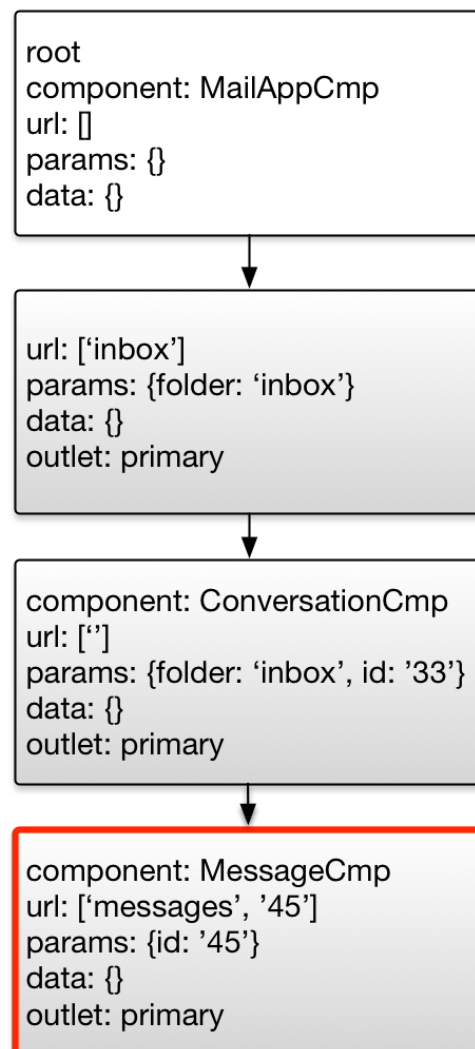 root
component: MailAppCmp
url: []
params: {}
data: {}
url: [‘inbox’]
params: {folder: ‘inbox’}
data: {}
outlet: primary
component: ConversationCmp
url: [‘’]
params: {folder: ‘inbox’, id: ’33’}
data: {}
outlet: primary
component: MessageCmp
url: [‘messages’, ’45’]
params: {id: ’45’}
data: {}
outlet: primary